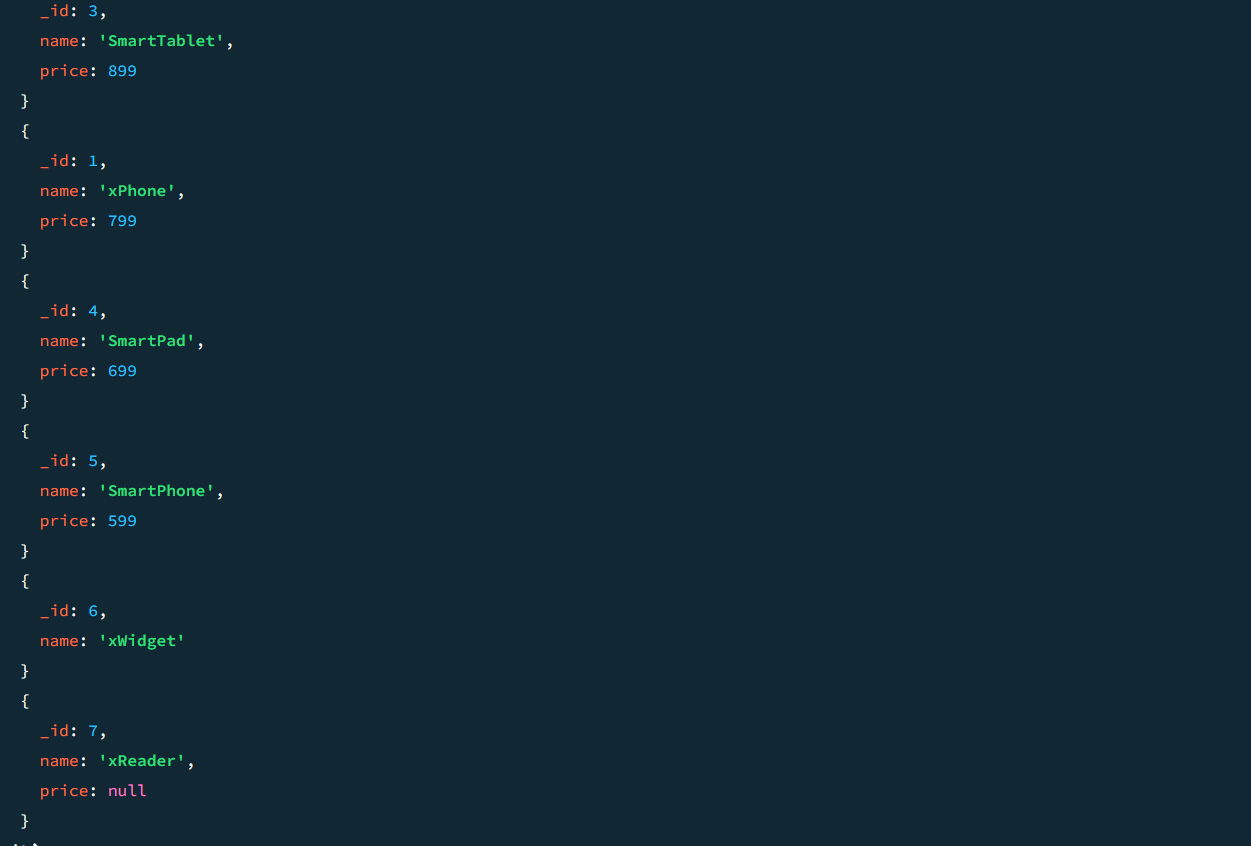 _id: 3,
name: 'SmartTablet',
price: 899
}
{
_id: 1,
name: 'xPhone',
price: 799
}
{
_id: 4,
name: 'SmartPad',
price: 699
}
{
_id: 5,
name: 'SmartPhone',
price: 599
}
{
_id: 6,
name: 'xWidget'
}
{
_id: 7,
name: 'xReader',
price: null
}